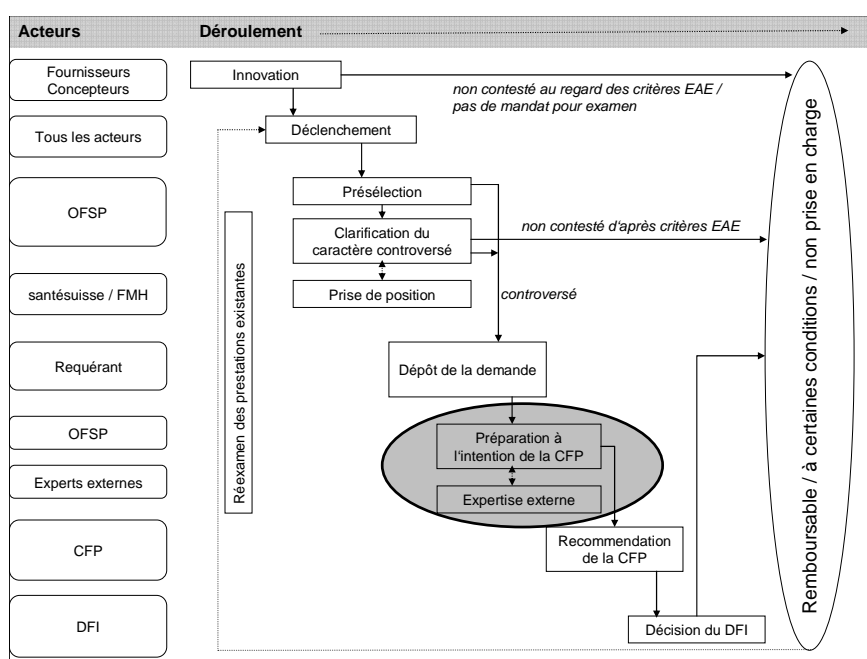 Acteurs
Déroulement
Fournisseurs
Concepteurs
Innovation
non contesté au regard des critères EAE /
pas de mandat pour examen
Tous les acteurs
Déclenchement
OFSP
Présélection
Clarification du
caractère controversé
non contesté d'après critères EAE
santésuisse / FMH
Prise de position
controversé
Requérant
Dépôt de la demande
OFSP
Préparation à
l'intention de la CFP
Experts externes
Expertise externe
CFP
Recommendation
de la CFP
DFI
Décision du DFI
Réexamen des prestations existantes
Remboursable / à certaines conditions / non prise en charge